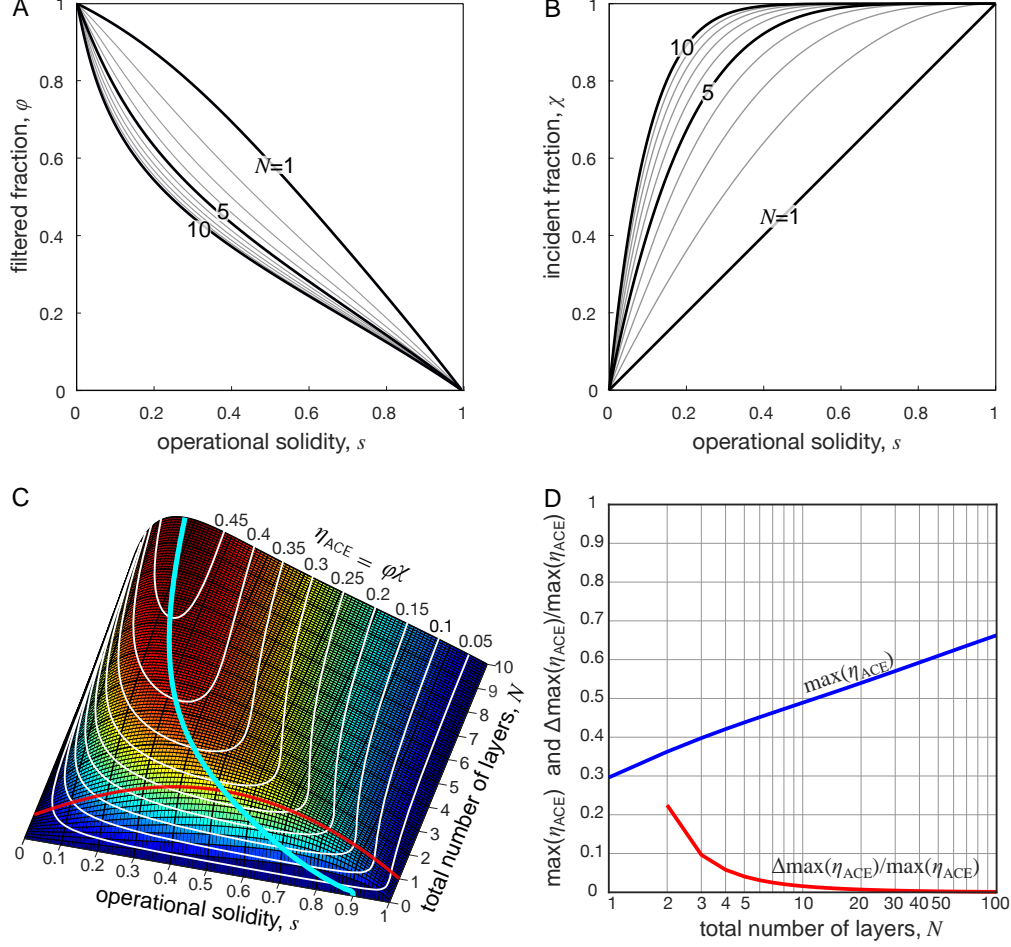 A
filtered fraction, φ
1
0.8
0.6
0.4
0.2
0
N=1
5
10
0 0.2 0.4 0.6 0.8 1
operational solidity, s
B
incident fraction, χ
1
0.8
0.6
0.4
0.2
0
10
5
N=1
0 0.2 0.4 0.6 0.8 1
operational solidity, s
C
η_ACE = φχ
0.45
0.4
0.35
0.3
0.25
0.2
0.15
0.1
0.05
10
9
8
7
6
5
4
3
2
1
0
total number of layers, N
0 0.1 0.2 0.3 0.4 0.5 0.6 0.7 0.8 0.9 1
operational solidity, s
D
max(η_ACE) and Δmax(η_ACE)/max(η_ACE)
1
0.9
0.8
0.7
0.6
0.5
0.4
0.3
0.2
0.1
0
max(η_ACE)
Δmax(η_ACE)/max(η_ACE)
1 2 3 4 5 10 20 30 40 50 100
total number of layers, N